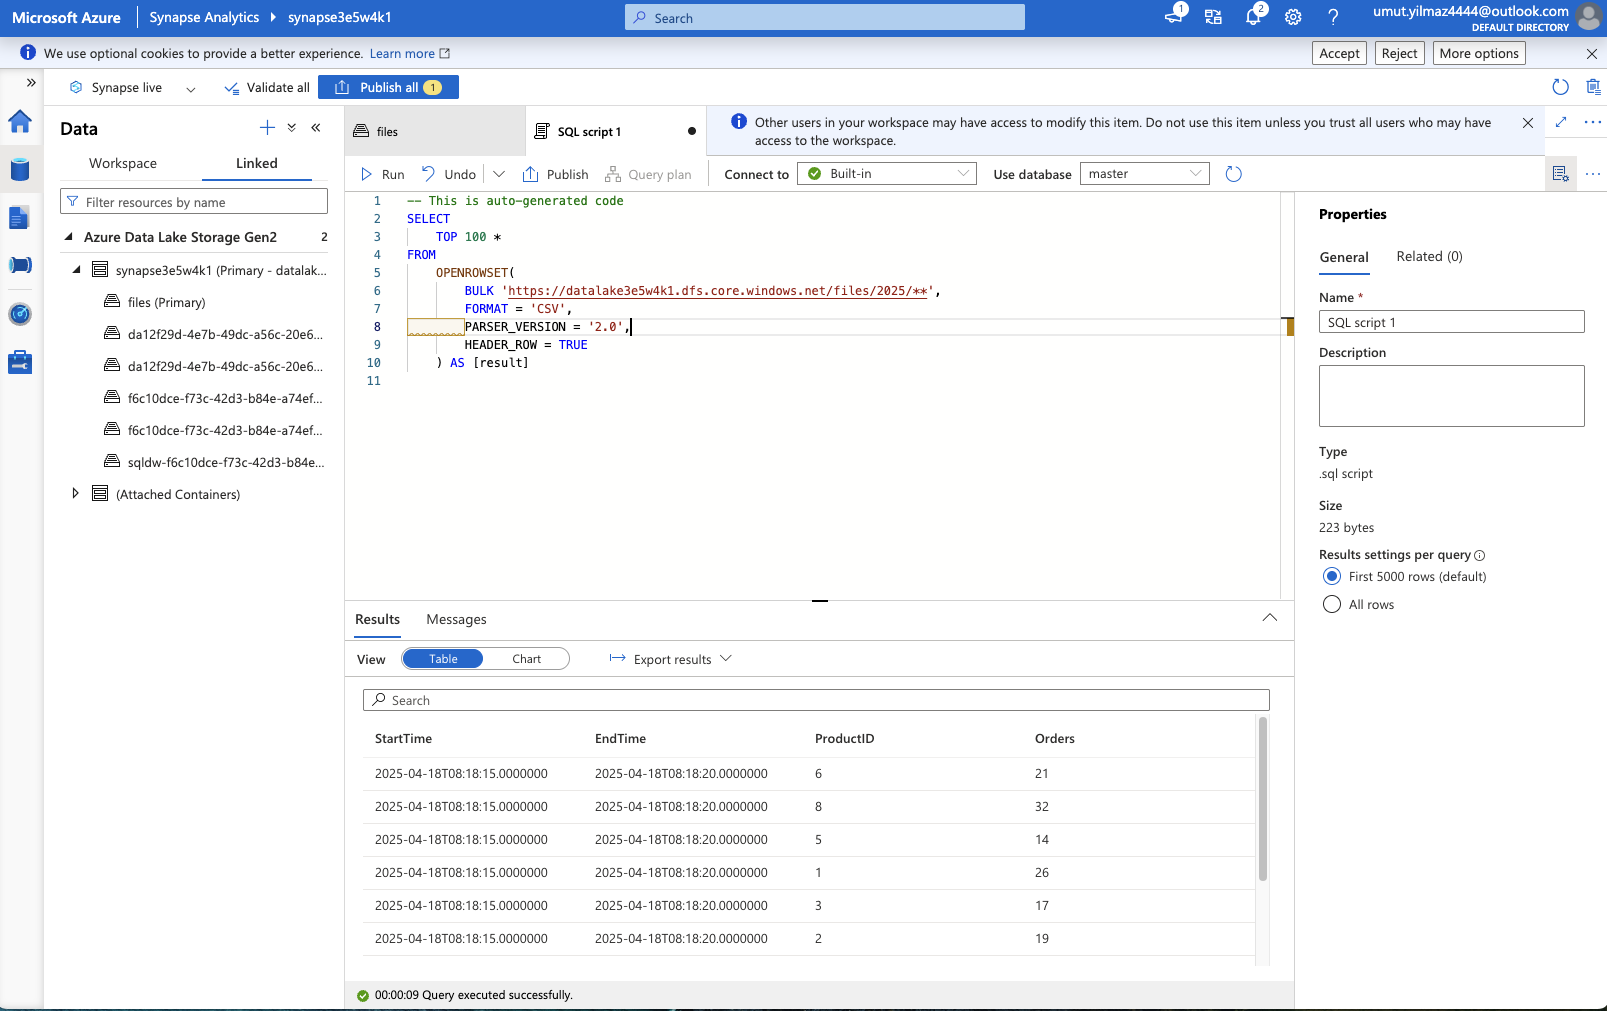 Microsoft Azure
Synapse Analytics
synapse3e5w4k1
Search
1
2
umut.yilmaz4444@outlook.com
DEFAULT DIRECTORY
We use optional cookies to provide a better experience. Learn more
Accept
Reject
More options
Synapse live
Validate all
Publish all 1
Data
Workspace
Linked
Filter resources by name
Azure Data Lake Storage Gen2 2
synapse3e5w4k1 (Primary - datalak...
files (Primary)
da12f29d-4e7b-49dc-a56c-20e6...
da12f29d-4e7b-49dc-a56c-20e6...
f6c10dce-f73c-42d3-b84e-a74ef...
f6c10dce-f73c-42d3-b84e-a74ef...
sqldw-f6c10dce-f73c-42d3-b84e...
(Attached Containers)
files
SQL script 1
Other users in your workspace may have access to modify this item. Do not use this item unless you trust all users who may have
access to the workspace.
Run
Undo
Publish
Query plan
Connect to
Built-in
Use database
master
1 -- This is auto-generated code
2 SELECT
3 TOP 100 *
4 FROM
5 OPENROWSET(
6 BULK 'https://datalake3e5w4k1.dfs.core.windows.net/files/2025/**',
7 FORMAT = 'CSV',
8 PARSER_VERSION = '2.0',
9 HEADER_ROW = TRUE
10 ) AS [result]
11
Properties
General
Related (0)
Name *
SQL script 1
Description
Type
.sql script
Size
223 bytes
Results settings per query
First 5000 rows (default)
All rows
Results
Messages
View
Table
Chart
Export results
Search
StartTime EndTime ProductID Orders
2025-04-18T08:18:15.0000000 2025-04-18T08:18:20.0000000 6 21
2025-04-18T08:18:15.0000000 2025-04-18T08:18:20.0000000 8 32
2025-04-18T08:18:15.0000000 2025-04-18T08:18:20.0000000 5 14
2025-04-18T08:18:15.0000000 2025-04-18T08:18:20.0000000 1 26
2025-04-18T08:18:15.0000000 2025-04-18T08:18:20.0000000 3 17
2025-04-18T08:18:15.0000000 2025-04-18T08:18:20.0000000 2 19
00:00:09 Query executed successfully.